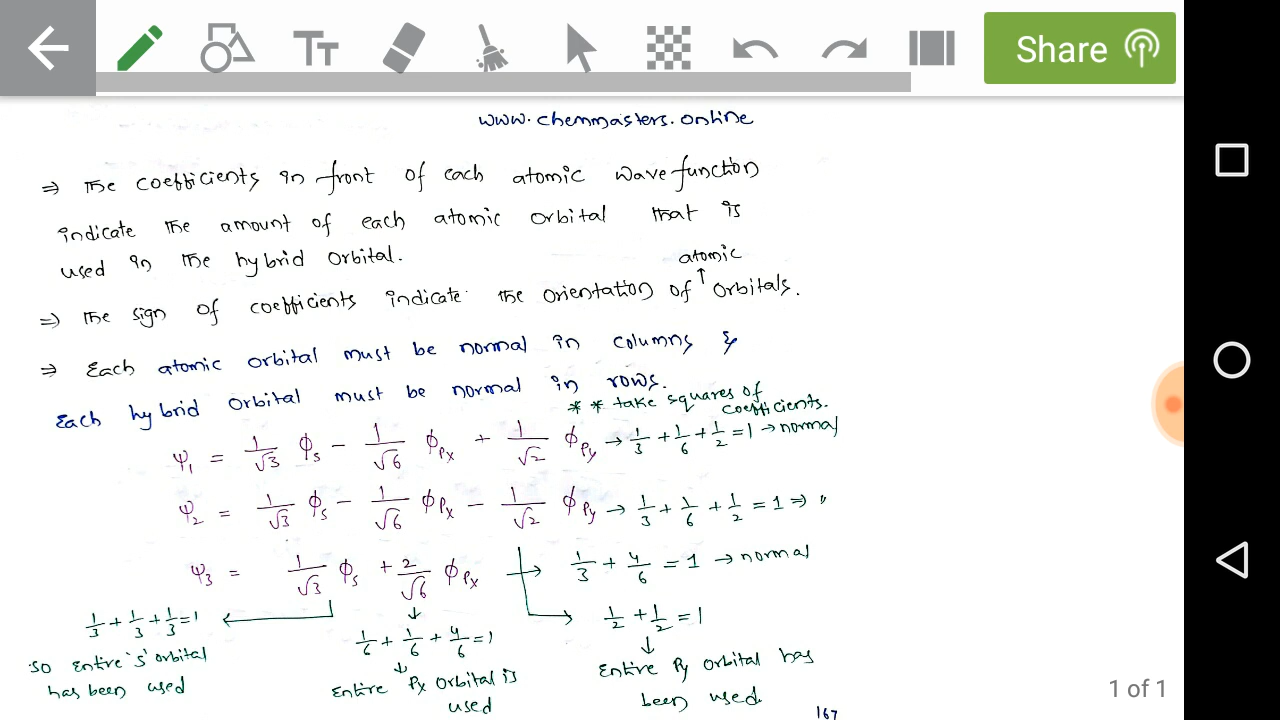 Share
www.chemmasters.online
⇒ The coefficients in front of each atomic wave function
indicate the amount of each atomic orbital that is
used in the hybrid orbital.
atomic
⇒ The sign of coefficients indicate the orientation of ↑ orbitals.
⇒ Each atomic orbital must be normal in columns &
Each hybrid orbital must be normal in rows.
** take squares of
coefficients.
Ψ₁ = 1/√3 ϕs − 1/√6 ϕPx + 1/√2 ϕPy → 1/3 + 1/6 + 1/2 = 1 → normal
Ψ₂ = 1/√3 ϕs − 1/√6 ϕPx − 1/√2 ϕPy → 1/3 + 1/6 + 1/2 = 1 ⇒ "
Ψ₃ = 1/√3 ϕs + 2/√6 ϕPx → 1/3 + 4/6 = 1 → normal
1/3 + 1/3 + 1/3 = 1
So Entire 's' orbital
has been used
1/6 + 1/6 + 4/6 = 1
Entire Px orbital is
used
1/2 + 1/2 = 1
Entire Py orbital has
been used
1 of 1
167